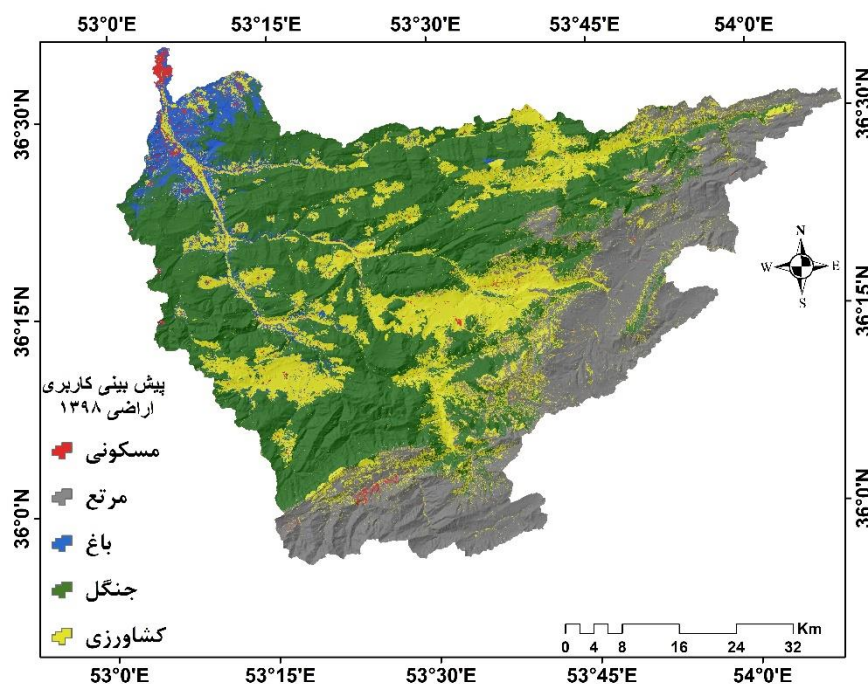 53°0'E 53°15'E 53°30'E 53°45'E 54°0'E
36°30'N 36°30'N
N
W E
S
36°15'N 36°15'N
پیش بینی کاربری
اراضی ۱۳۹۸
مسکونی
مرتع
باغ
جنگل
کشاورزی
36°0'N 36°0'N
Km
0 4 8 16 24 32
53°0'E 53°15'E 53°30'E 53°45'E 54°0'E